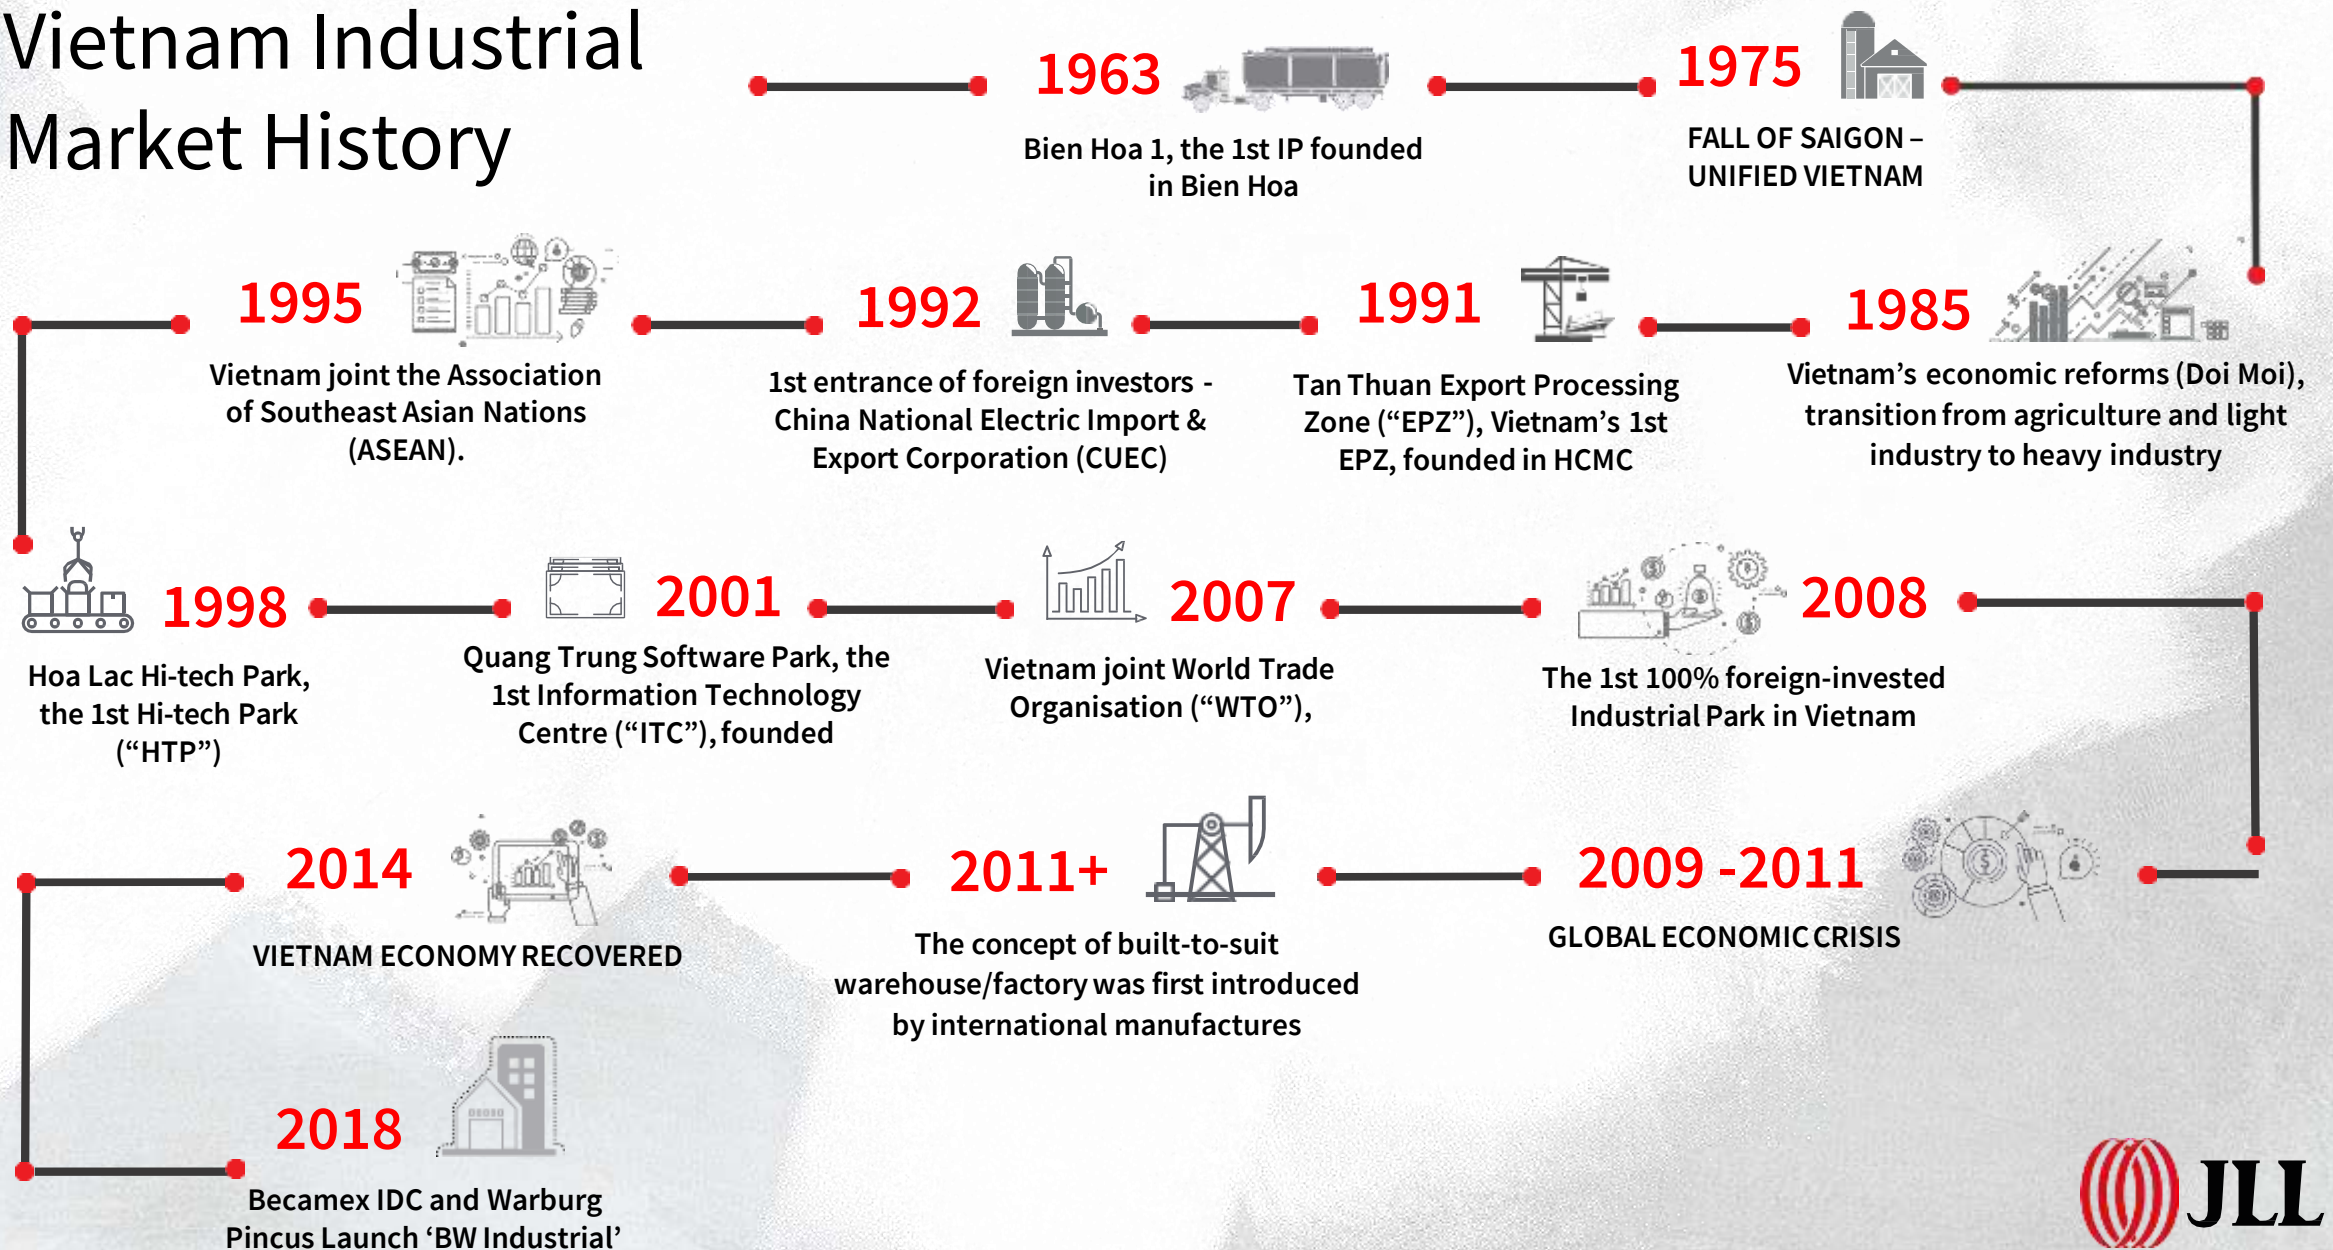 Vietnam Industrial
Market History
1963
Bien Hoa 1, the 1st IP founded
in Bien Hoa
1975
FALL OF SAIGON –
UNIFIED VIETNAM
1985
Vietnam’s economic reforms (Doi Moi),
transition from agriculture and light
industry to heavy industry
1991
Tan Thuan Export Processing
Zone (“EPZ”), Vietnam’s 1st
EPZ, founded in HCMC
1992
1st entrance of foreign investors -
China National Electric Import &
Export Corporation (CUEC)
1995
Vietnam joint the Association
of Southeast Asian Nations
(ASEAN).
1998
Hoa Lac Hi-tech Park,
the 1st Hi-tech Park
(“HTP”)
2001
Quang Trung Software Park, the
1st Information Technology
Centre (“ITC”), founded
2007
Vietnam joint World Trade
Organisation (“WTO”),
2008
The 1st 100% foreign-invested
Industrial Park in Vietnam
2009 -2011
GLOBAL ECONOMIC CRISIS
2011+
The concept of built-to-suit
warehouse/factory was first introduced
by international manufactures
2014
VIETNAM ECONOMY RECOVERED
2018
Becamex IDC and Warburg
Pincus Launch ‘BW Industrial’
JLL